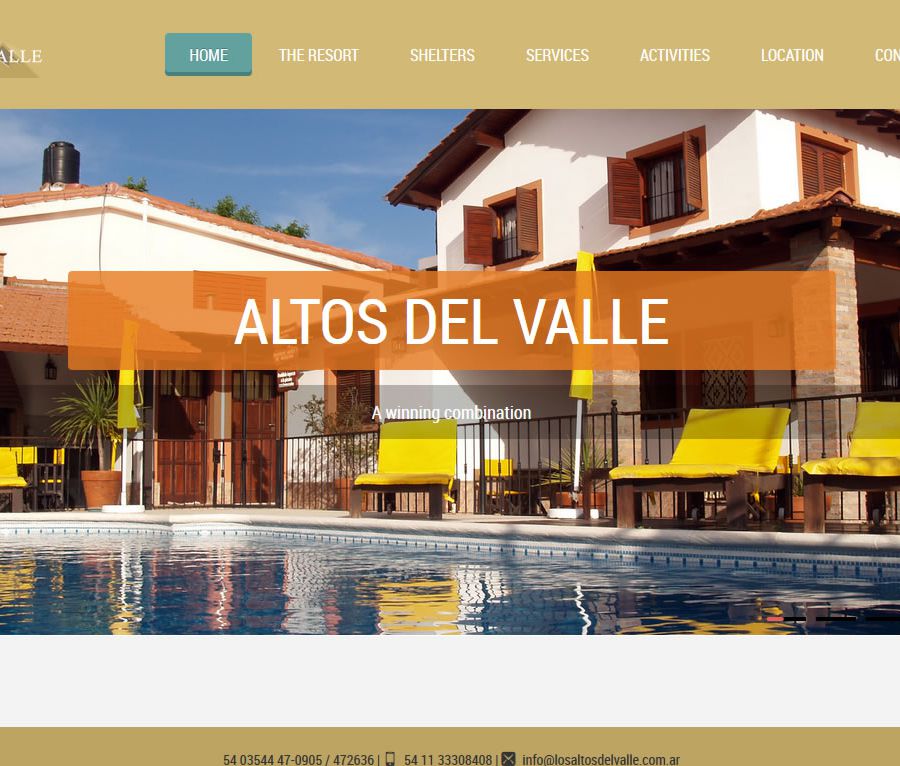 ALLE
HOME
THE RESORT
SHELTERS
SERVICES
ACTIVITIES
LOCATION
CON
ALTOS DEL VALLE
A winning combination
54 03544 47-0905 / 472636 | 54 11 33308408 | info@losaltosdelvalle.com.ar